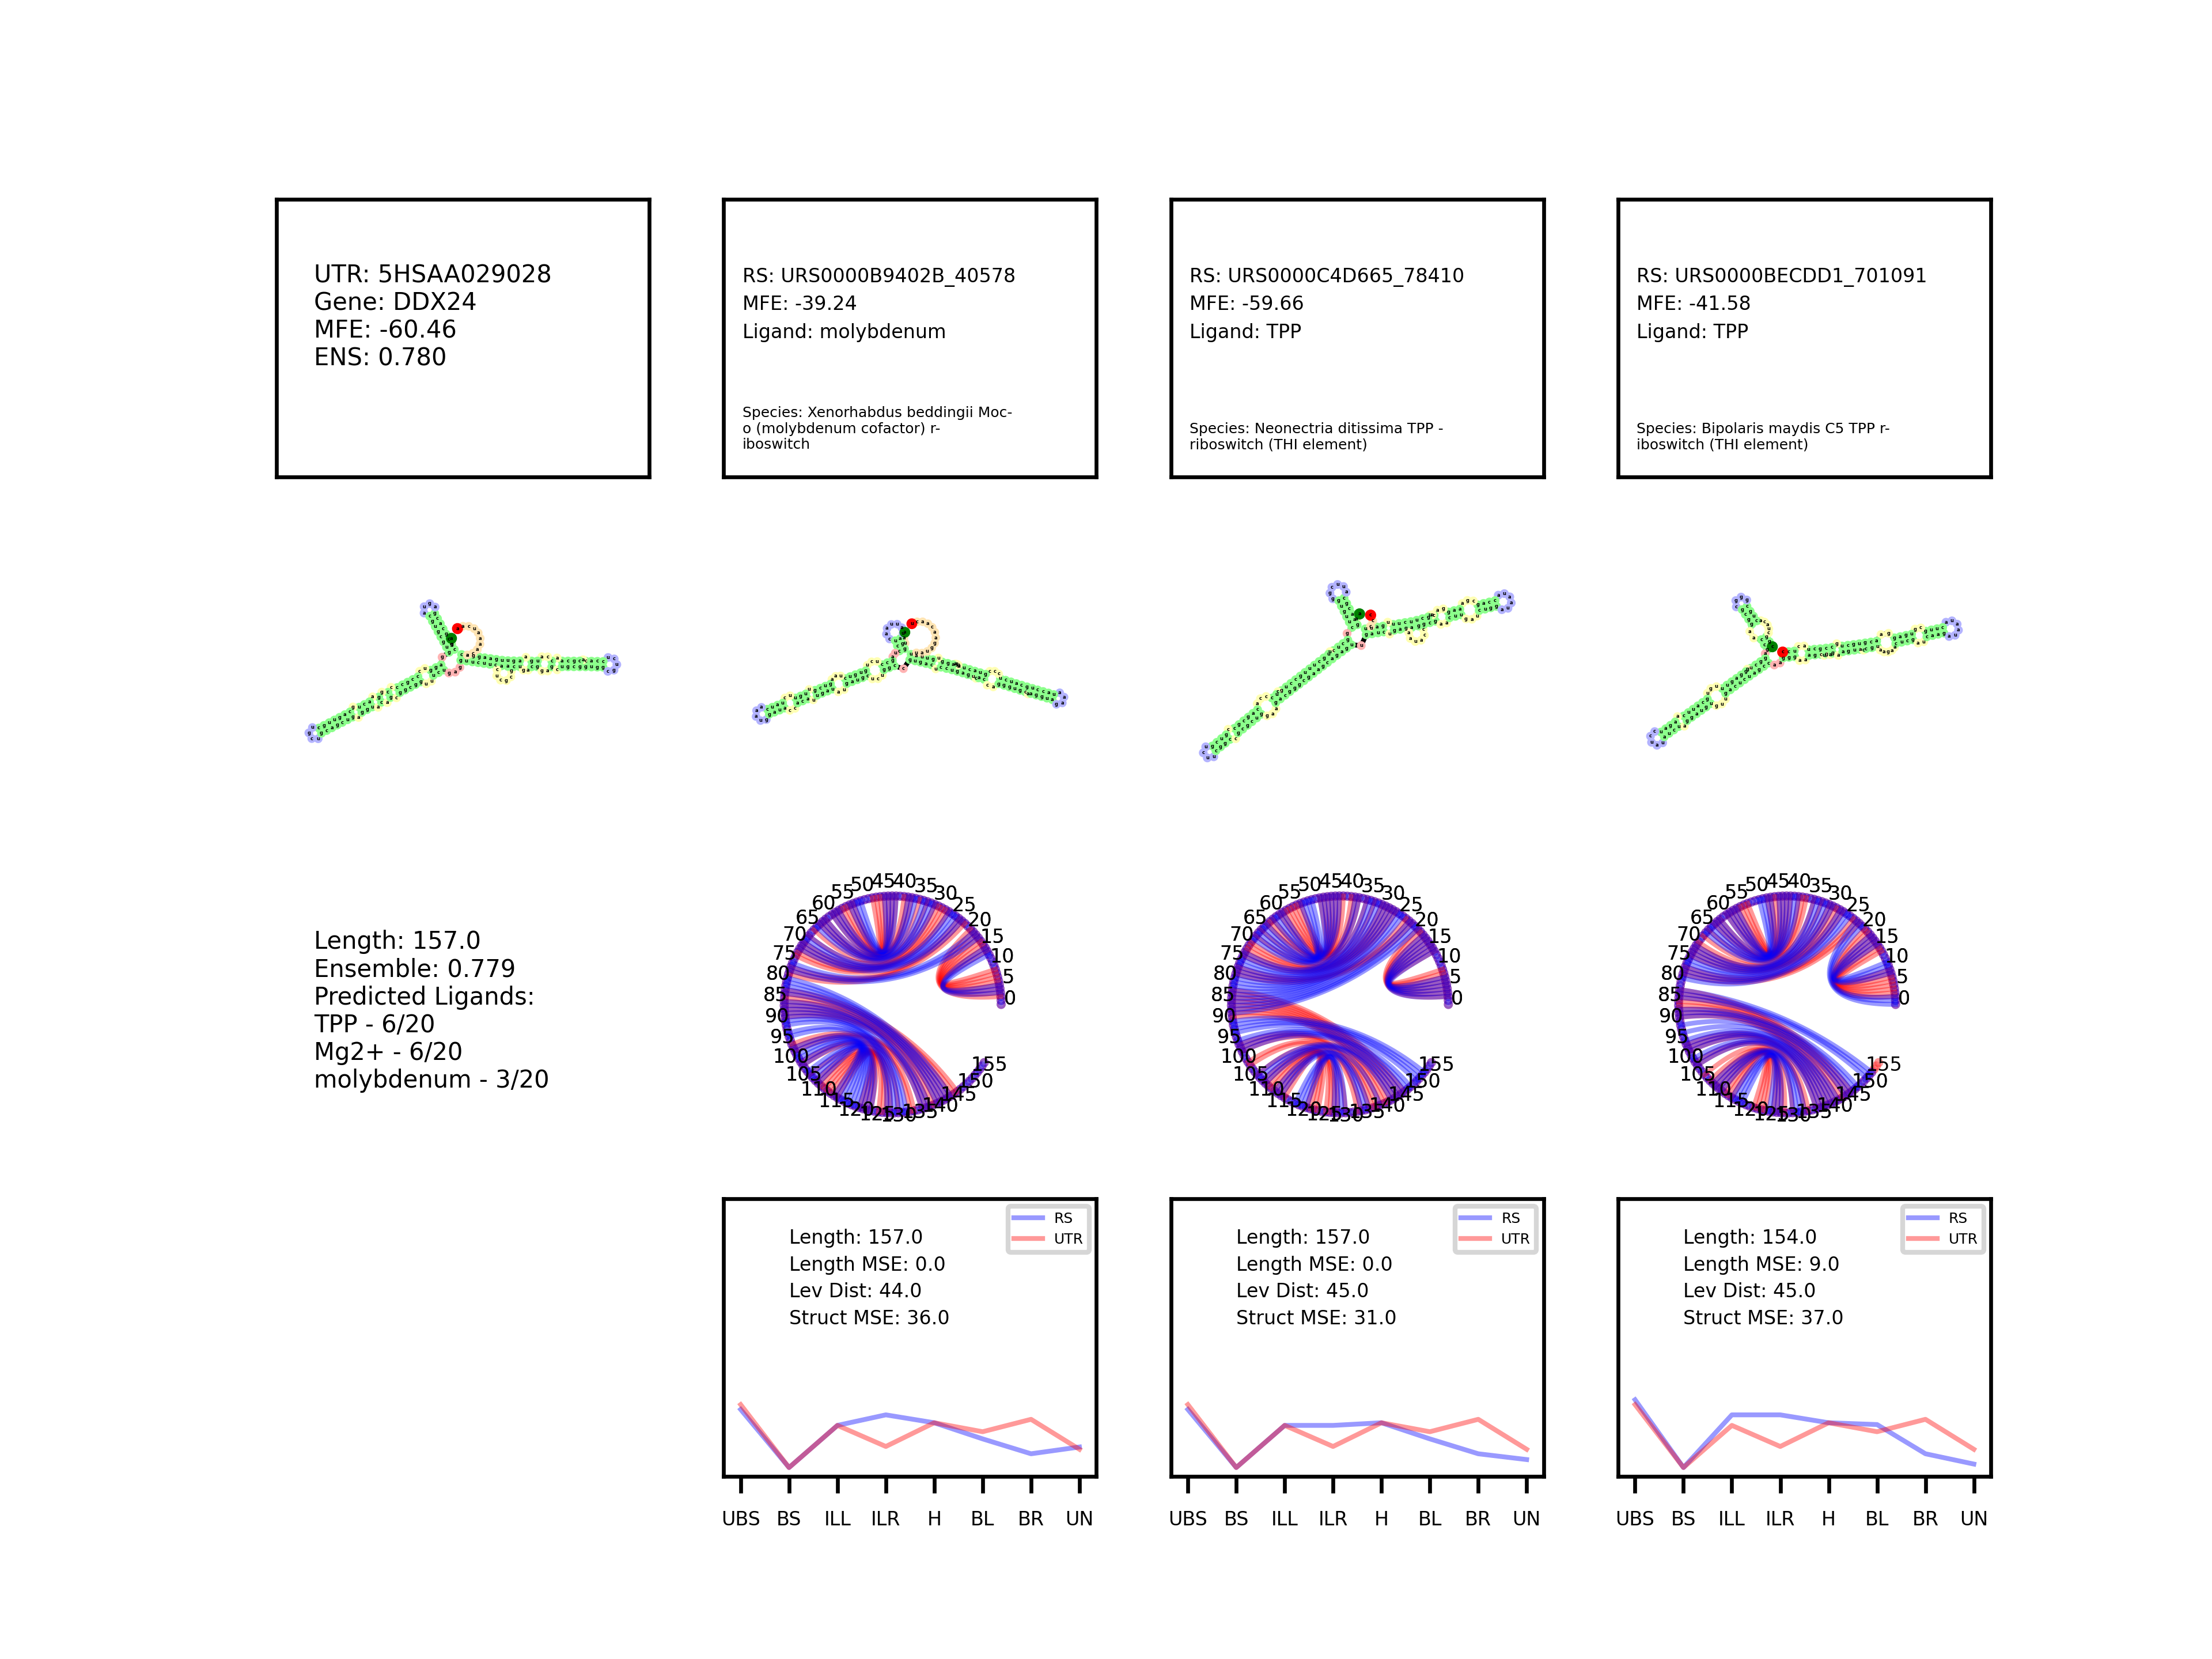 UTR: 5HSAA029028
Gene: DDX24
MFE: -60.46
ENS: 0.780
RS: URS0000B9402B_40578
MFE: -39.24
Ligand: molybdenum
Species: Xenorhabdus beddingii Moc-
o (molybdenum cofactor) r-
iboswitch
RS: URS0000C4D665_78410
MFE: -59.66
Ligand: TPP
Species: Neonectria ditissima TPP -
riboswitch (THI element)
RS: URS0000BECDD1_701091
MFE: -41.58
Ligand: TPP
Species: Bipolaris maydis C5 TPP r-
iboswitch (THI element)
Length: 157.0
Ensemble: 0.779
Predicted Ligands:
TPP - 6/20
Mg2+ - 6/20
molybdenum - 3/20
0 5 10 15 20 25 30 35 40 45 50 55 60 65 70 75 80 85 90 95 100 105 110 115 120 125 130 135 140 145 150 155
0 5 10 15 20 25 30 35 40 45 50 55 60 65 70 75 80 85 90 95 100 105 110 115 120 125 130 135 140 145 150 155
0 5 10 15 20 25 30 35 40 45 50 55 60 65 70 75 80 85 90 95 100 105 110 115 120 125 130 135 140 145 150 155
RS
UTR
Length: 157.0
Length MSE: 0.0
Lev Dist: 44.0
Struct MSE: 36.0
UBS BS ILL ILR H BL BR UN
RS
UTR
Length: 157.0
Length MSE: 0.0
Lev Dist: 45.0
Struct MSE: 31.0
UBS BS ILL ILR H BL BR UN
RS
UTR
Length: 154.0
Length MSE: 9.0
Lev Dist: 45.0
Struct MSE: 37.0
UBS BS ILL ILR H BL BR UN